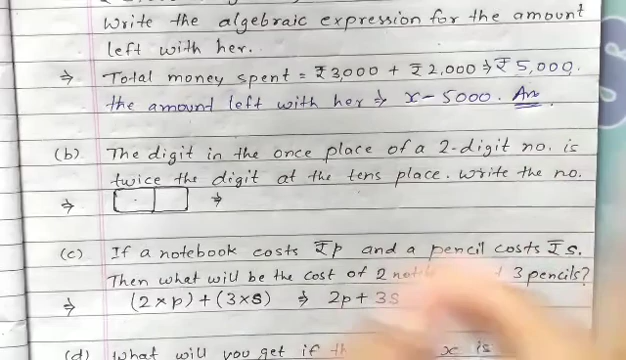 Write the algebraic expression for the amount
left with her.
⇒ Total money spent = ₹3,000 + ₹2,000 ⇒ ₹5,000.
the amount left with her ⇒ x - 5000. Ans
(b) The digit in the once place of a 2-digit no. is
twice the digit at the tens place. Write the no.
⇒ ⇒
(c) If a notebook costs ₹p and a pencil costs ₹s.
Then what will be the cost of 2 3 pencils?
⇒ (2×p)+(3×s) ⇒ 2p+3s
(d) What will you get if x is